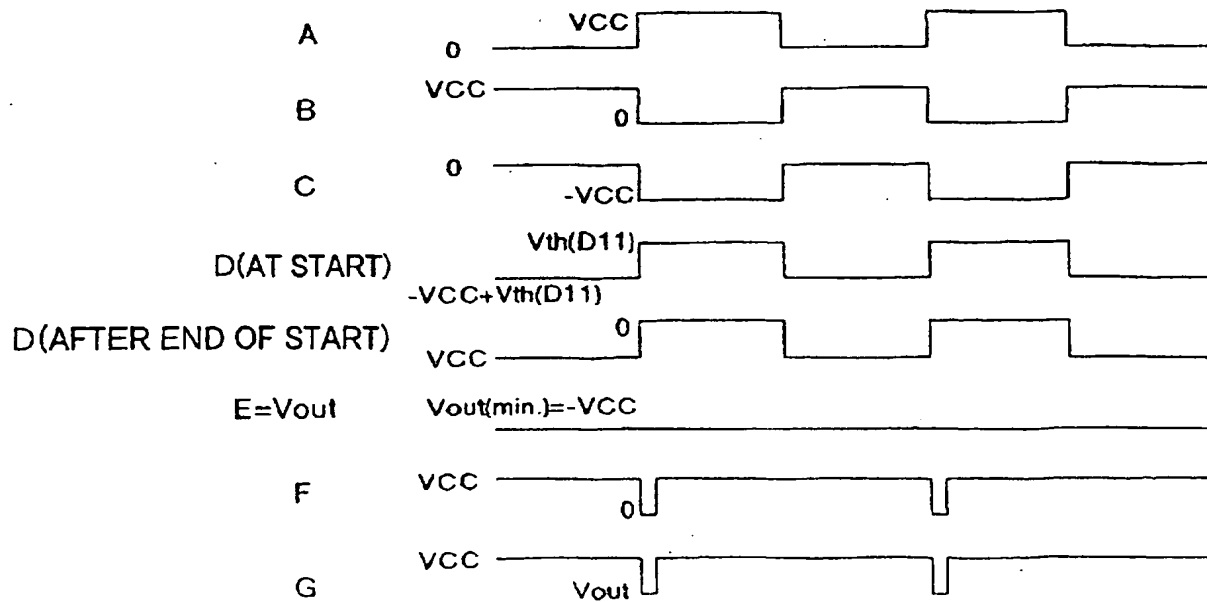 A
VCC
0
B
VCC
0
C
0
-VCC
D(AT START)
Vth(D11)
-VCC+Vth(D11)
D(AFTER END OF START)
0
VCC
E=Vout
Vout(min.)=-VCC
F
VCC
0
G
VCC
Vout